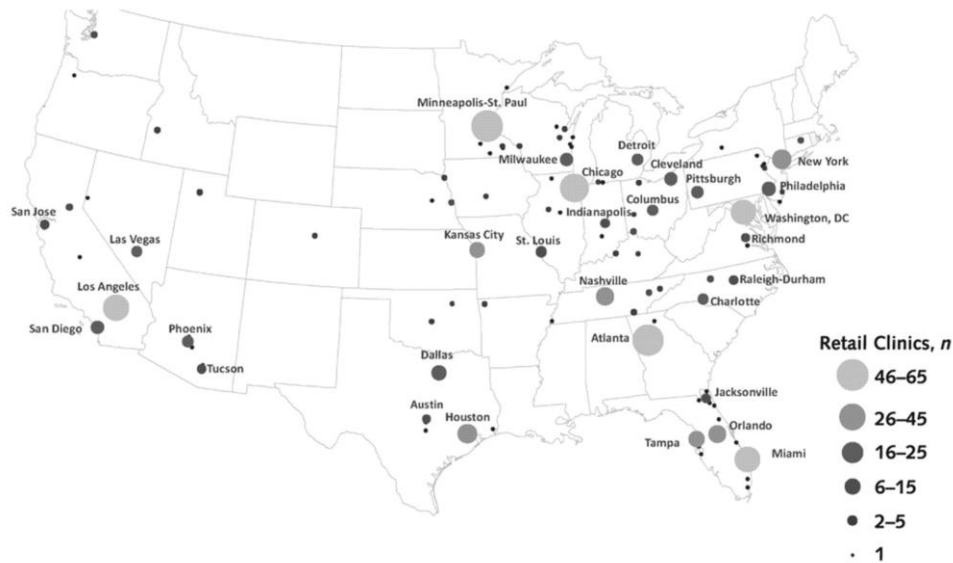 Minneapolis-St. Paul
Detroit
Milwaukee
Cleveland
New York
Chicago
Pittsburgh
Philadelphia
Columbus
San Jose
Indianapolis
Washington, DC
Las Vegas
Kansas City
St. Louis
Richmond
Nashville
Raleigh-Durham
Los Angeles
Charlotte
San Diego
Phoenix
Atlanta
Retail Clinics, n
Dallas
Tucson
46–65
Jacksonville
Austin
Houston
26–45
Orlando
Tampa
Miami
16–25
6–15
2–5
1